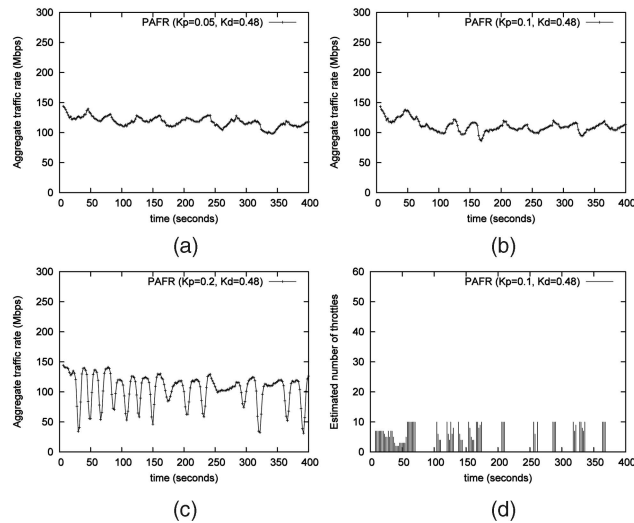 PAFR (Kp=0.05, Kd=0.48)
Aggregate traffic rate (Mbps)
300
250
200
150
100
50
0
0 50 100 150 200 250 300 350 400
time (seconds)
(a)
PAFR (Kp=0.1, Kd=0.48)
Aggregate traffic rate (Mbps)
300
250
200
150
100
50
0
0 50 100 150 200 250 300 350 400
time (seconds)
(b)
PAFR (Kp=0.2, Kd=0.48)
Aggregate traffic rate (Mbps)
300
250
200
150
100
50
0
0 50 100 150 200 250 300 350 400
time (seconds)
(c)
PAFR (Kp=0.1, Kd=0.48)
Estimated number of throttles
60
50
40
30
20
10
0
0 50 100 150 200 250 300 350 400
time (seconds)
(d)